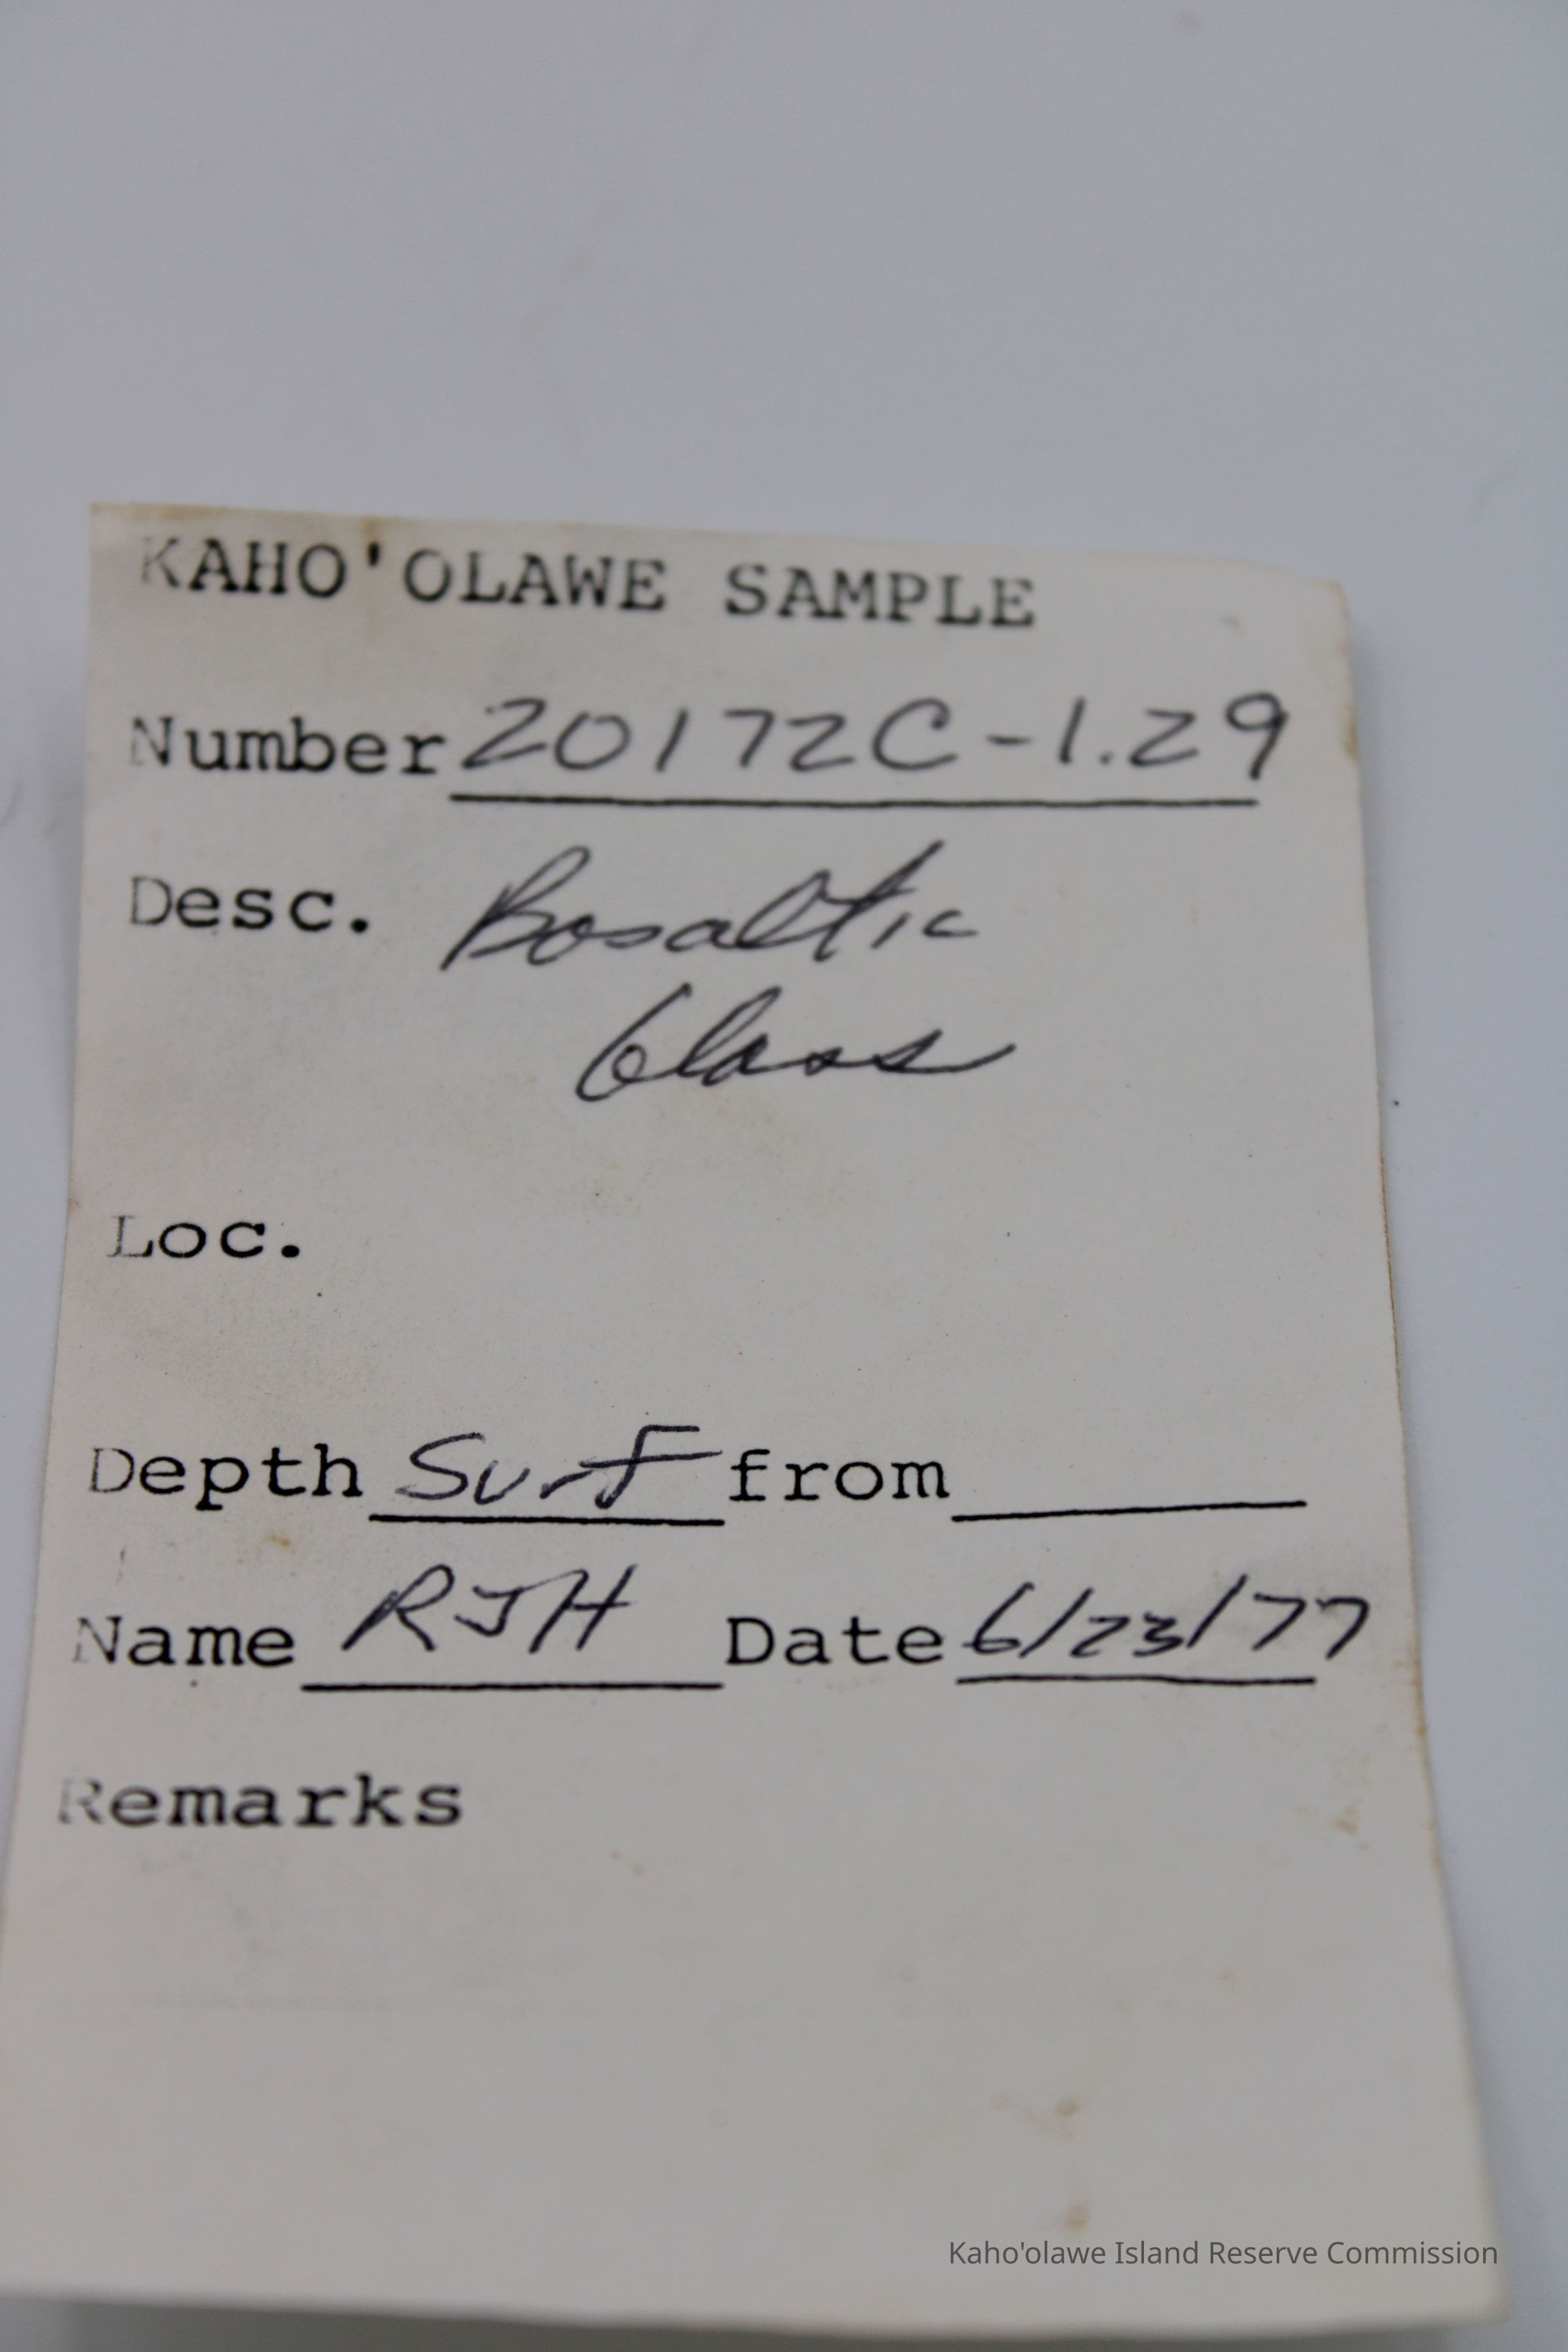 KAHO'OLAWE SAMPLE
Number 20172C-1.29
Desc. Basaltic
Glass
Loc.
Depth Surf from
Name RJH Date 6/23/77
Remarks
Kaho'olawe Island Reserve Commission